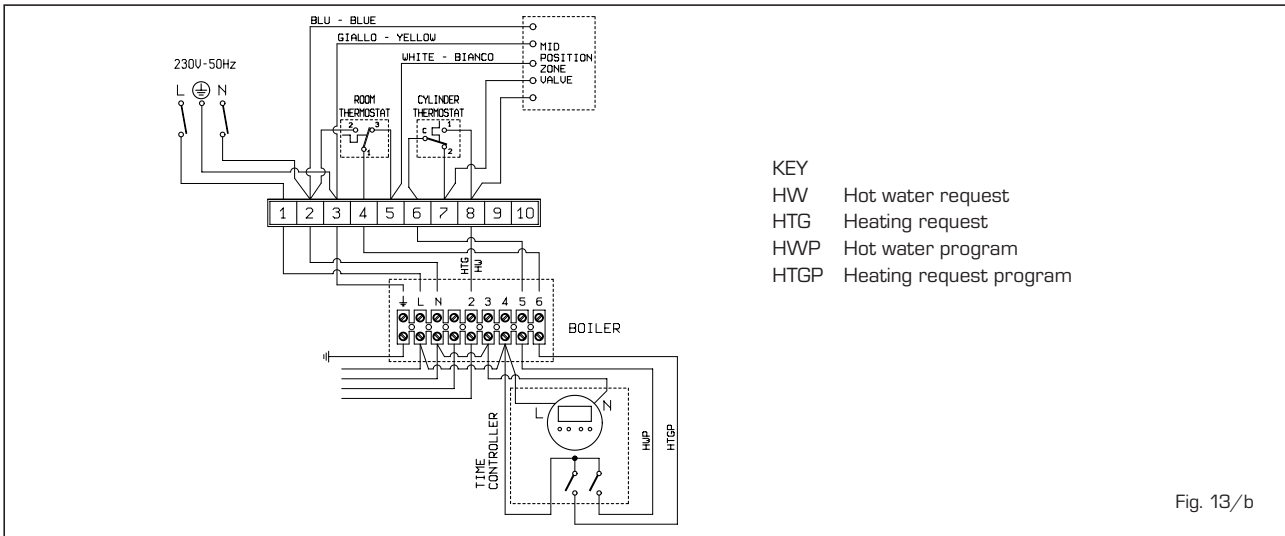 BLU - BLUE
GIALLO - YELLOW
WHITE - BIANCO
MID
POSITION
ZONE
VALVE
230V-50Hz
L N
ROOM
THERMOSTAT
2 3
1
CYLINDER
THERMOSTAT
C 1
2
1 2 3 4 5 6 7 8 9 10
HTG
HW
L N 2 3 4 5 6
BOILER
L N
TIME
CONTROLLER
HWP
HTGP
KEY
HW Hot water request
HTG Heating request
HWP Hot water program
HTGP Heating request program
Fig. 13/b